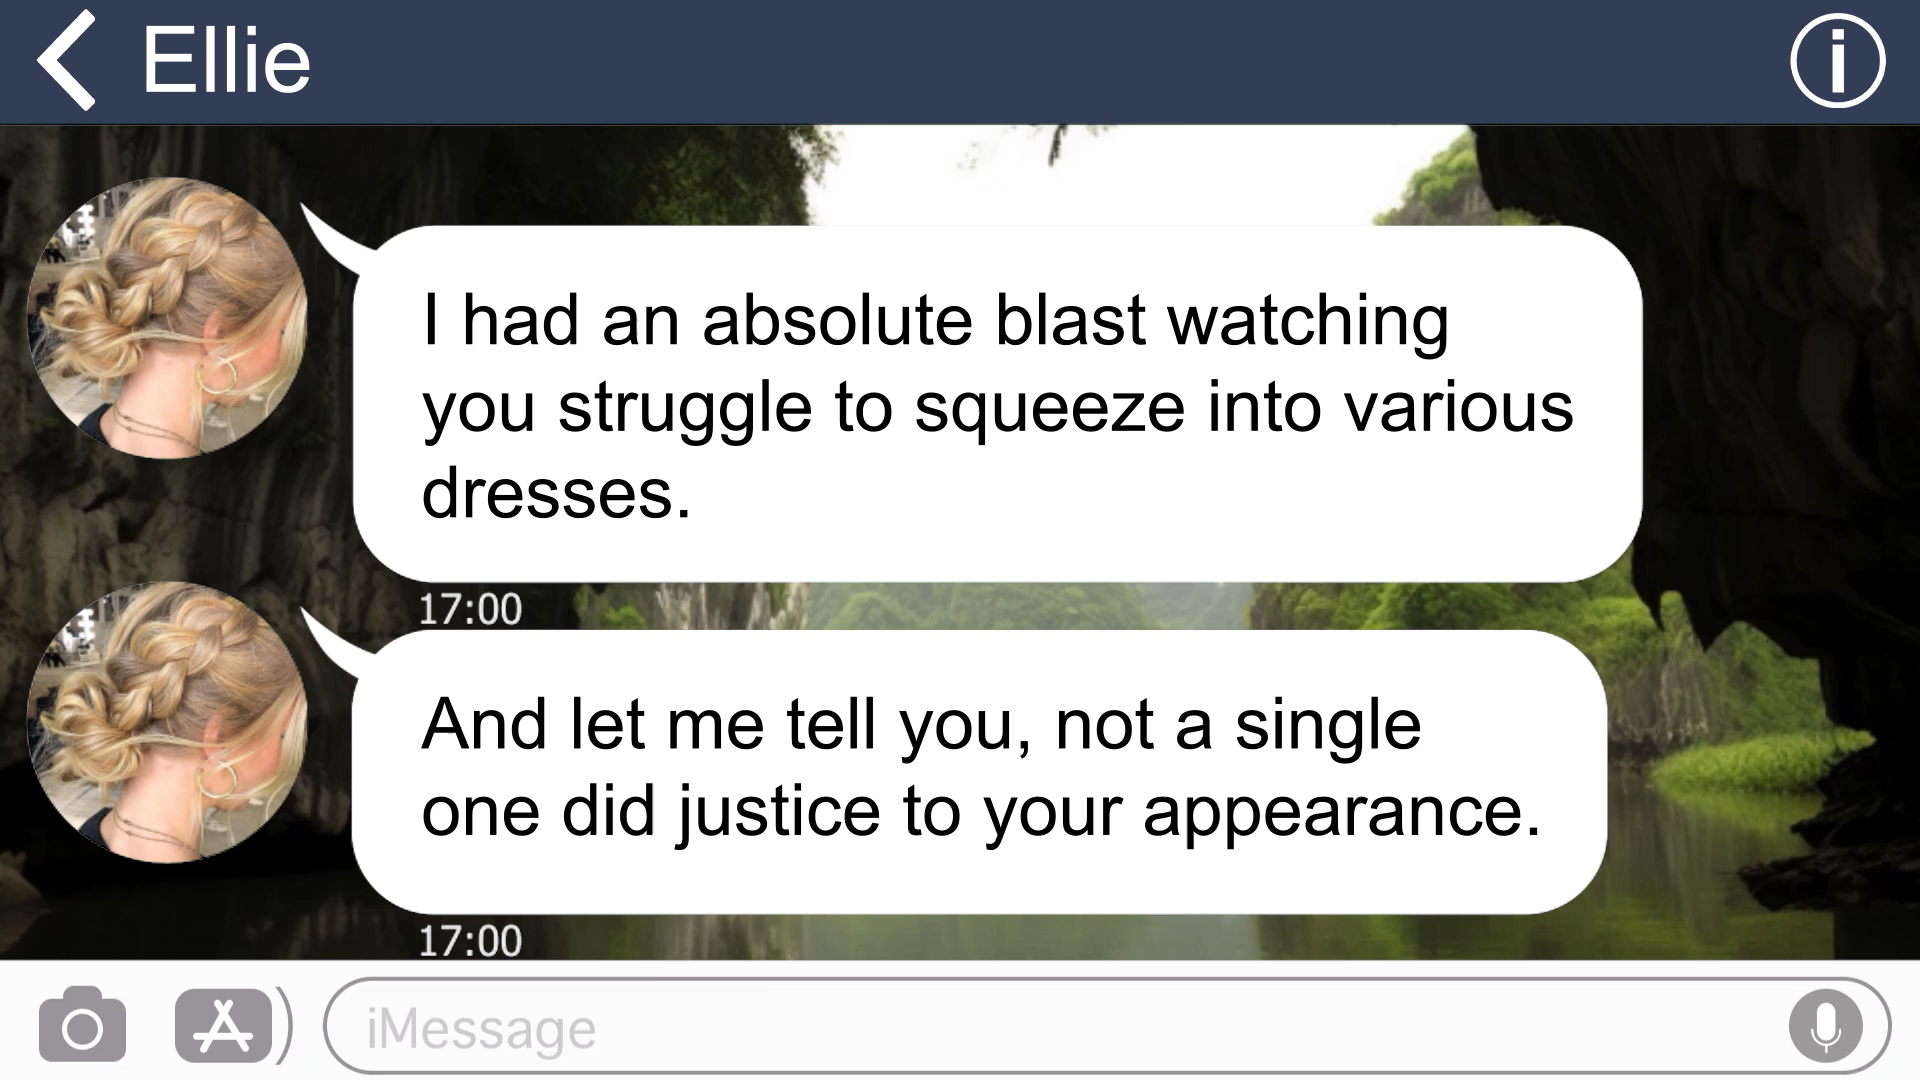 Ellie
I had an absolute blast watching
you struggle to squeeze into various
dresses.
17:00
And let me tell you, not a single
one did justice to your appearance.
17:00
iMessage